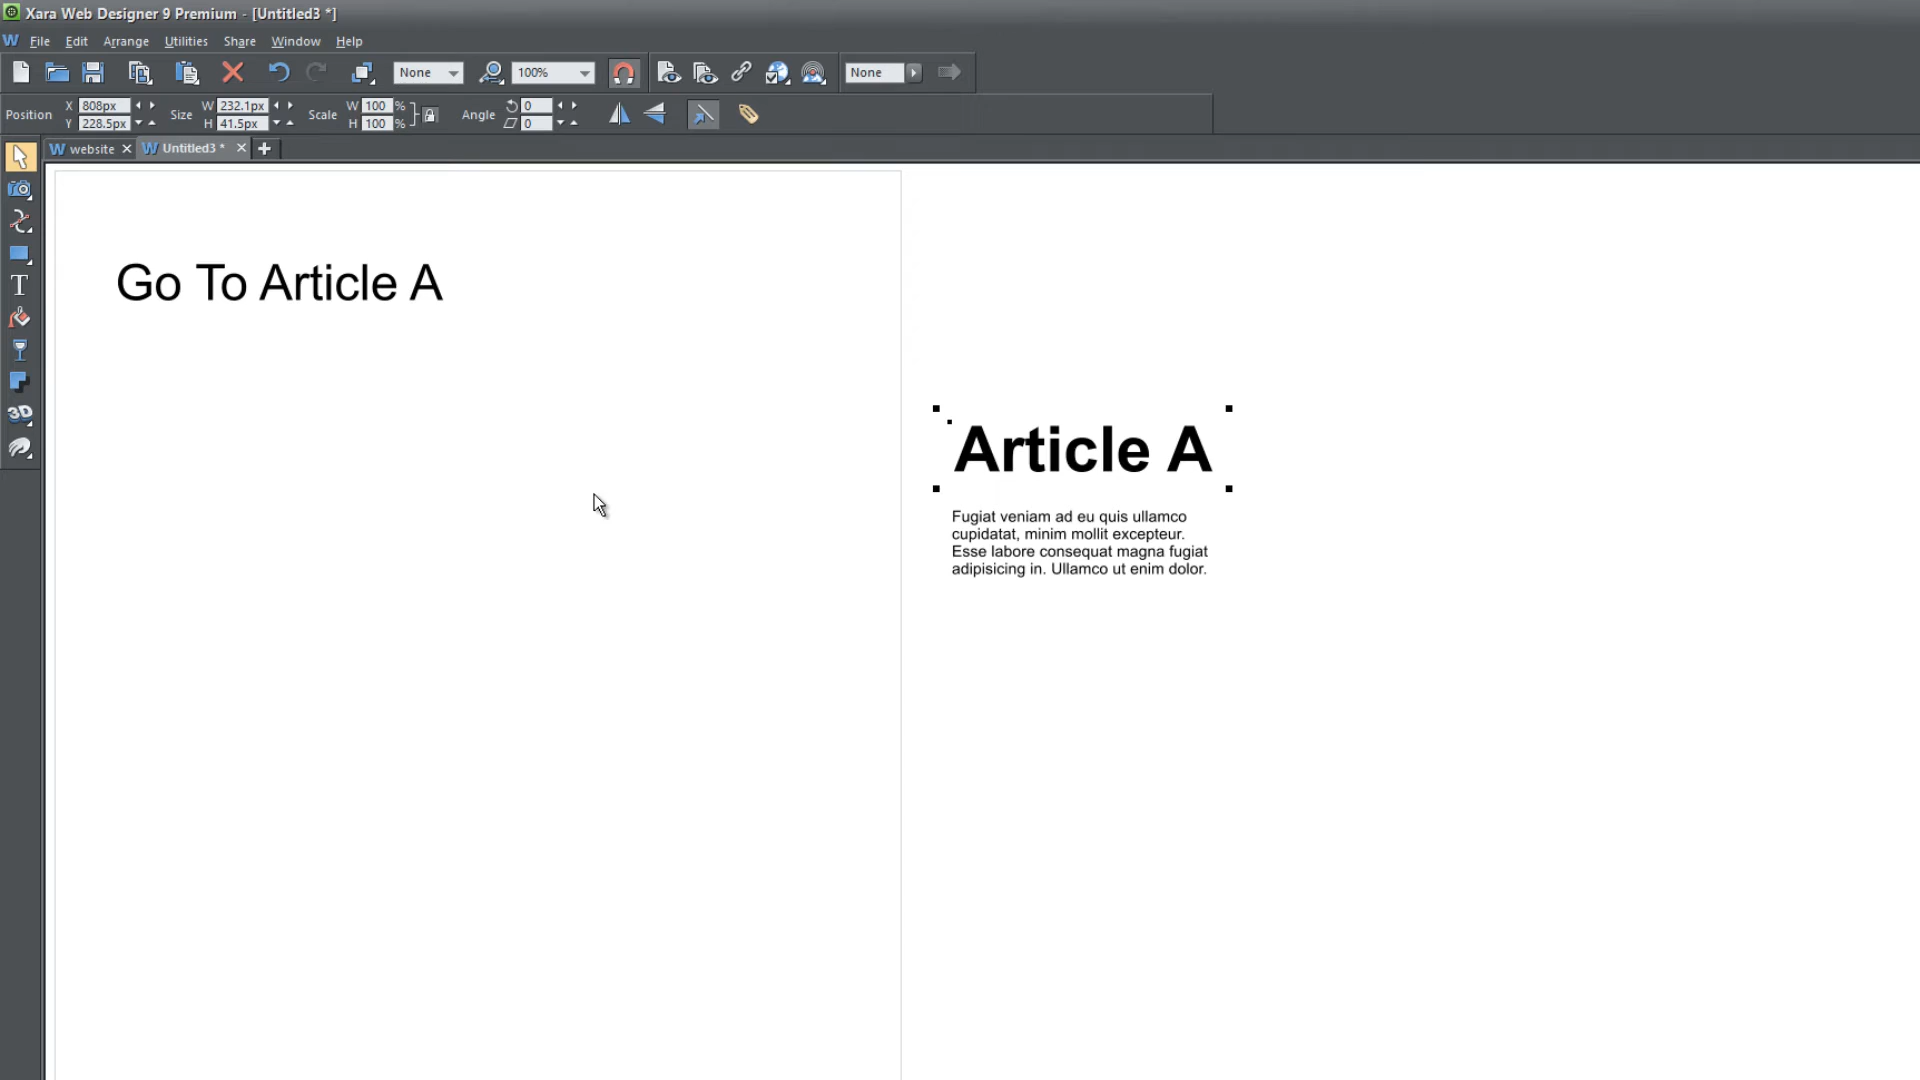 Xara Web Designer 9 Premium - [Untitled3 *]
W File Edit Arrange Utilities Share Window Help
None 100% None
Position X 808px Y 228.5px Size W 232.1px H 41.5px Scale W 100 % H 100 % Angle 0 0
W website W Untitled3 *
Go To Article A
T
3D
Article A
Fugiat veniam ad eu quis ullamco
cupidatat, minim mollit excepteur.
Esse labore consequat magna fugiat
adipisicing in. Ullamco ut enim dolor.